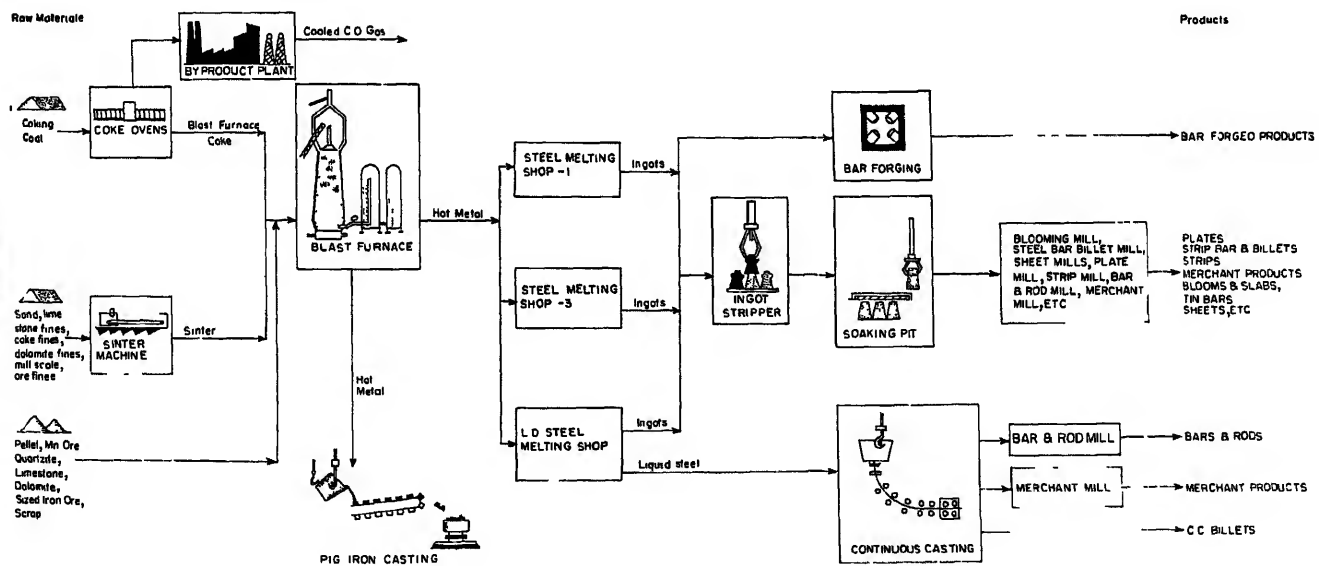 Raw Materiale
Products
Cooled C O Gas
BY PRODUCT PLANT
Coking
Coal
COKE OVENS
Blast Furnace
Coke
BLAST FURNACE
Sand, lime
stone fines,
coke fines,
dolomite fines,
mill scale,
ore fines
SINTER
MACHINE
Sinter
Pellet, Mn Ore
Quartzite,
Limestone,
Dolomite,
Sized Iron Ore,
Scrap
Hot
Metal
PIG IRON CASTING
Hot Metal
STEEL MELTING
SHOP -1
Ingots
STEEL MELTING
SHOP -3
Ingots
L D STEEL
MELTING SHOP
Ingots
Liquid steel
INGOT
STRIPPER
BAR FORGING
BAR FORGED PRODUCTS
SOAKING PIT
BLOOMING MILL,
STEEL BAR BILLET MILL,
SHEET MILLS, PLATE
MILL, STRIP MILL, BAR
& ROD MILL, MERCHANT
MILL, ETC
PLATES
STRIP BAR & BILLETS
STRIPS
MERCHANT PRODUCTS
BLOOMS & SLABS,
TIN BARS
SHEETS, ETC
CONTINUOUS CASTING
BAR & ROD MILL
BARS & RODS
MERCHANT MILL
MERCHANT PRODUCTS
C C BILLETS